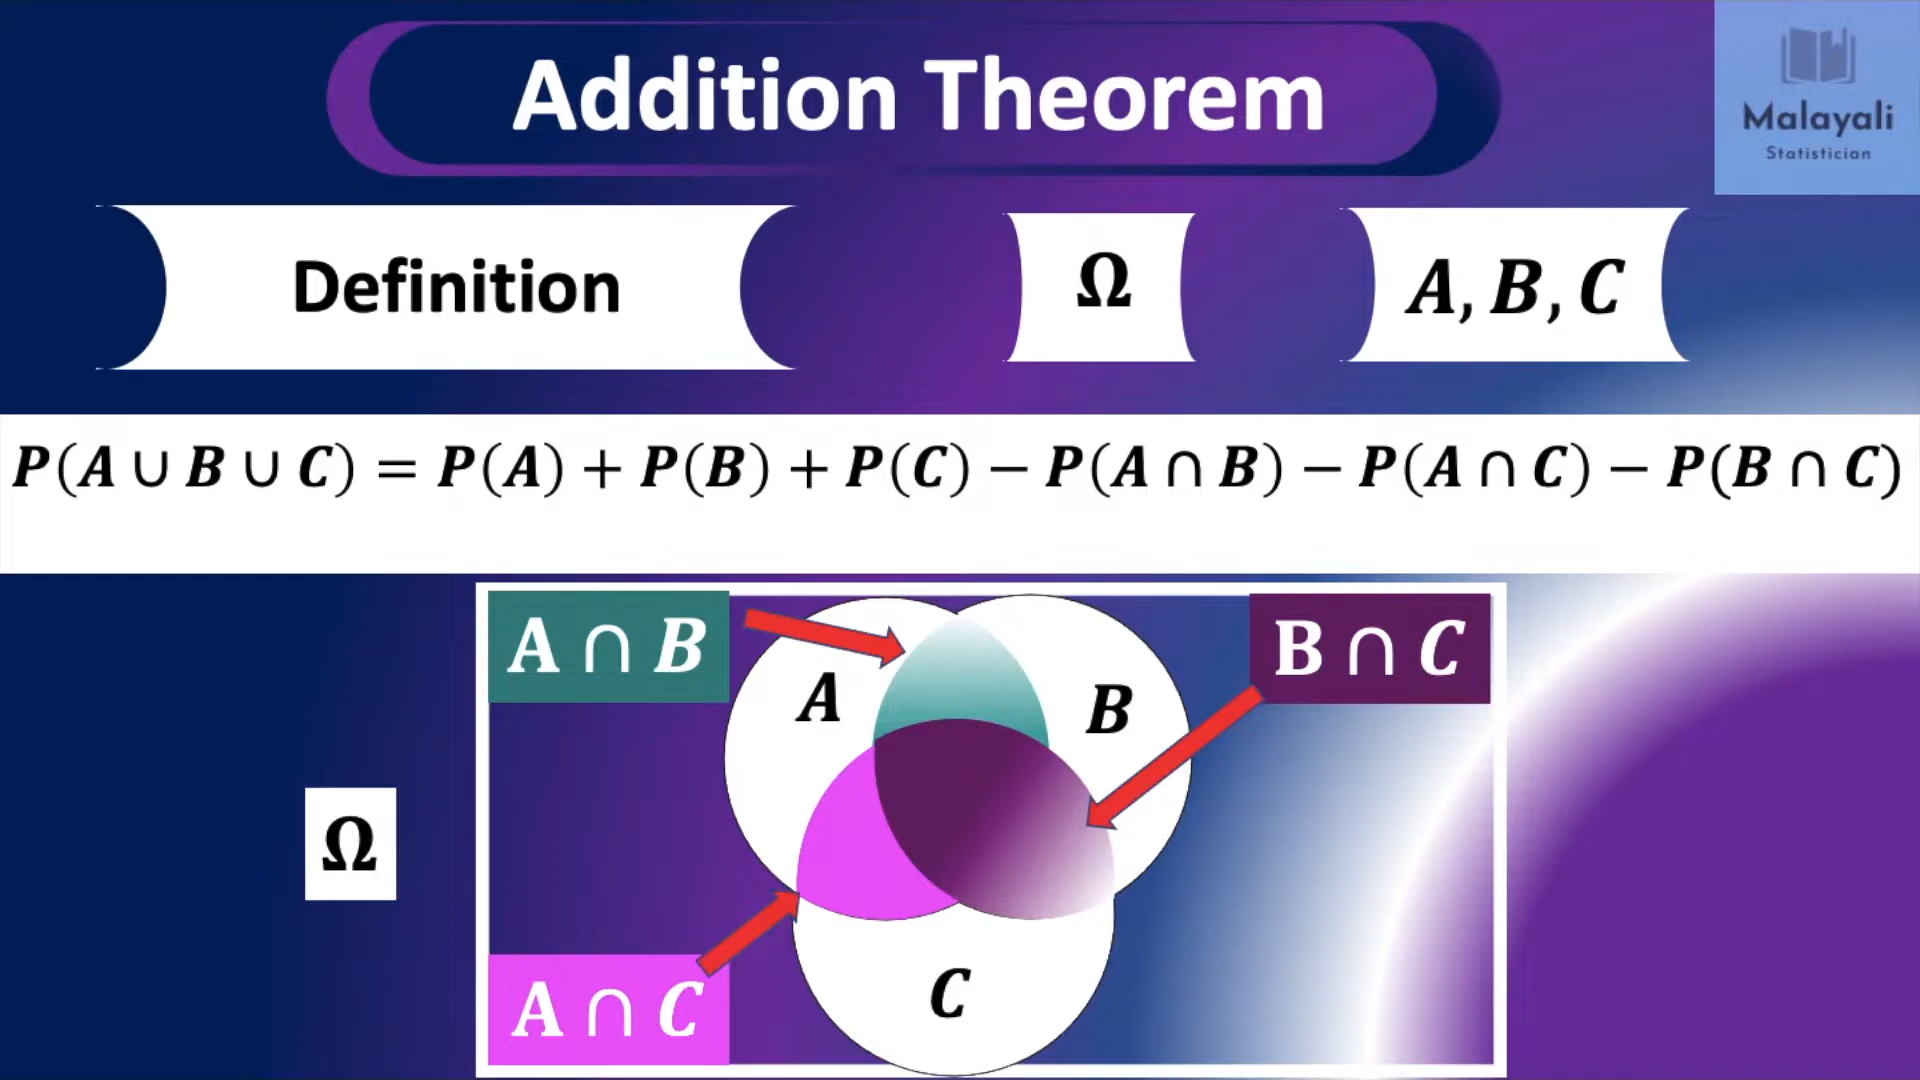 Addition Theorem
Malayali
Statistician
Definition
Ω
A, B, C
P(A ∪ B ∪ C) = P(A) + P(B) + P(C) − P(A ∩ B) − P(A ∩ C) − P(B ∩ C)
A ∩ B
B ∩ C
A
B
Ω
A ∩ C
C